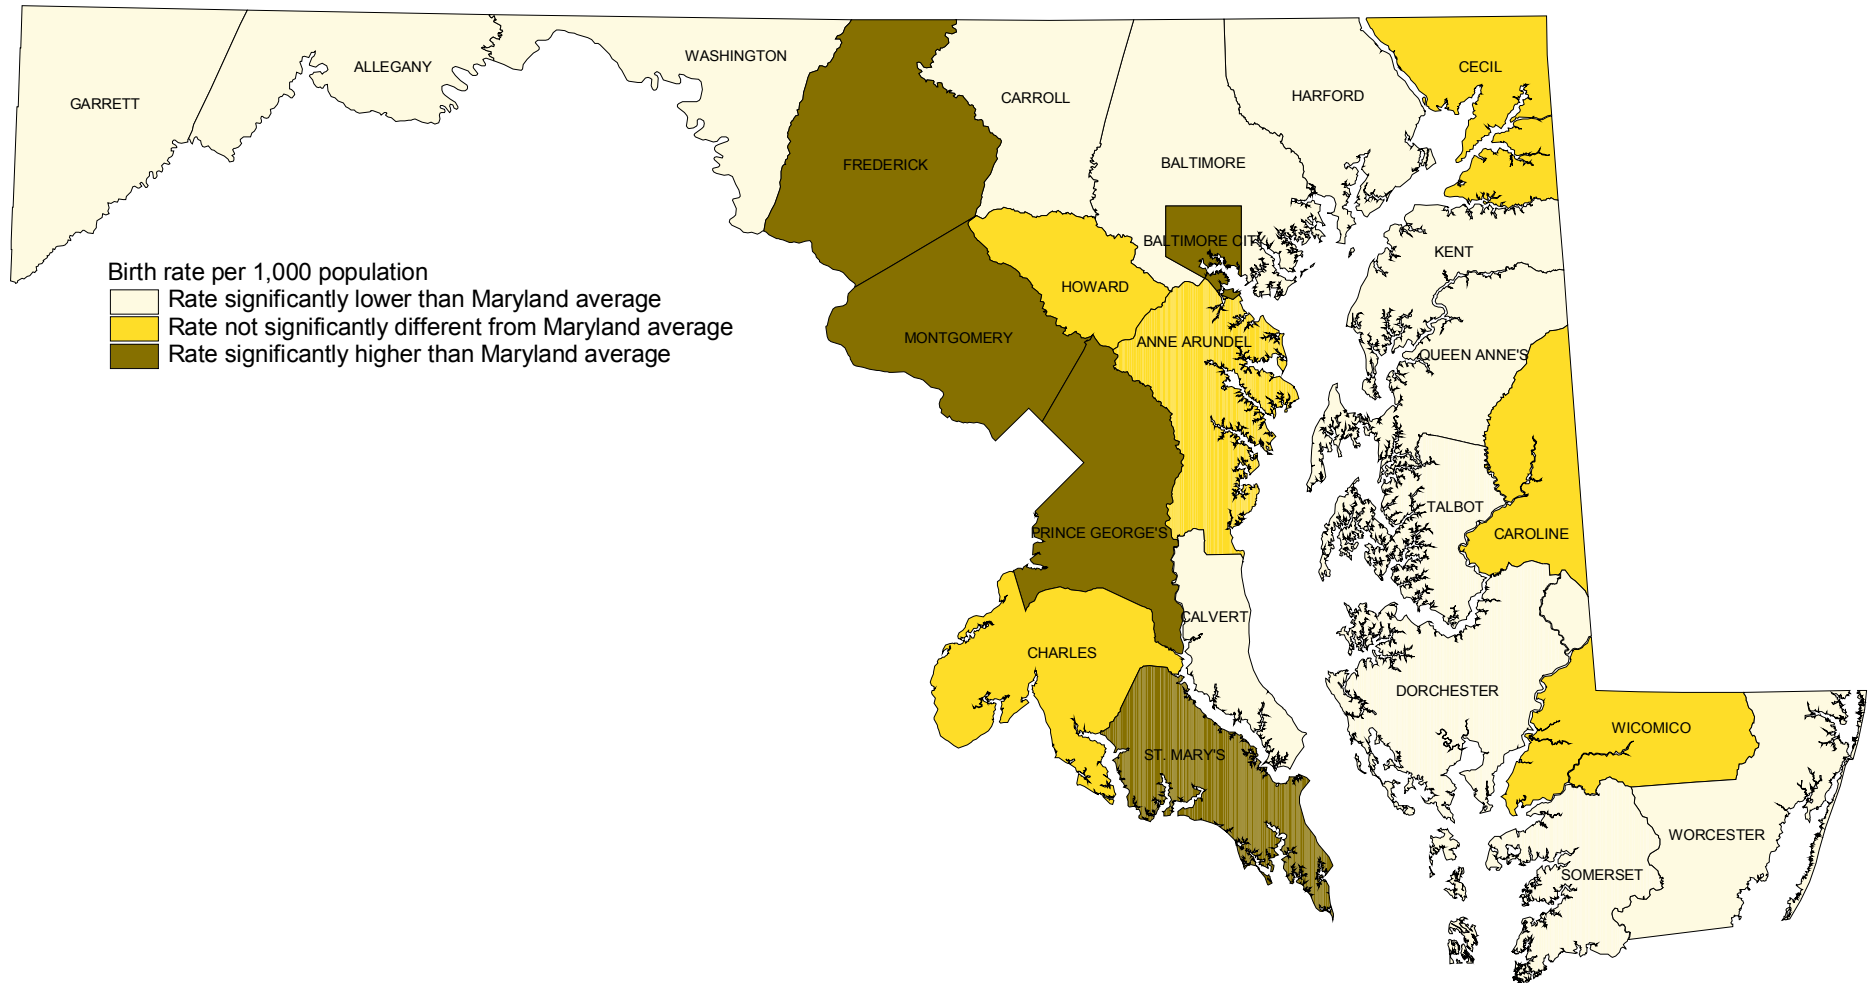 WASHINGTON
ALLEGANY
CECIL
GARRETT
CARROLL
HARFORD
FREDERICK
BALTIMORE
BALTIMORE CITY
KENT
Birth rate per 1,000 population
Rate significantly lower than Maryland average
Rate not significantly different from Maryland average
Rate significantly higher than Maryland average
HOWARD
MONTGOMERY
ANNE ARUNDEL
QUEEN ANNE'S
TALBOT
PRINCE GEORGE'S
CAROLINE
CALVERT
CHARLES
DORCHESTER
WICOMICO
ST. MARY'S
WORCESTER
SOMERSET